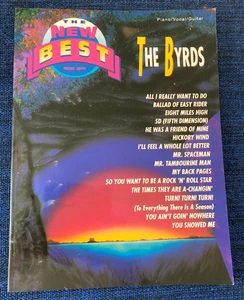 Piano/Vocal/Guitar
THE
NEW
BEST
THE BYRDS
ALL I REALLY WANT TO DO
BALLAD OF EASY RIDER
EIGHT MILES HIGH
5D (FIFTH DIMENSION)
HE WAS A FRIEND OF MINE
HICKORY WIND
I'LL FEEL A WHOLE LOT BETTER
MR. SPACEMAN
MR. TAMBOURINE MAN
MY BACK PAGES
SO YOU WANT TO BE A ROCK 'N' ROLL STAR
THE TIMES THEY ARE A-CHANGIN'
TURN! TURN! TURN!
(To Everything There Is A Season)
YOU AIN'T GOIN' NOWHERE
YOU SHOWED ME